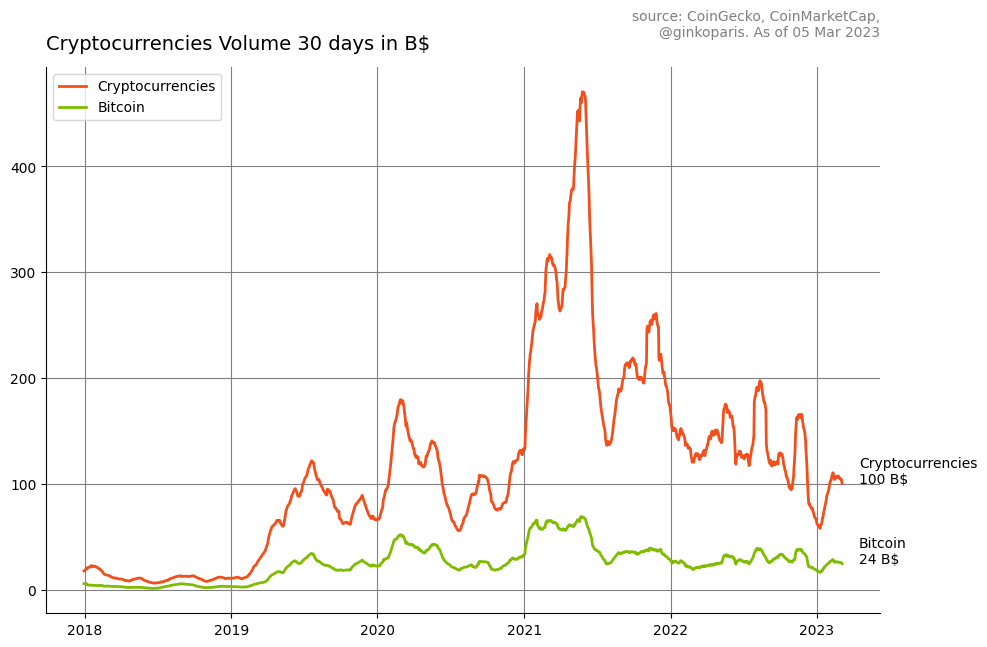 source: CoinGecko, CoinMarketCap,
@ginkoparis. As of 05 Mar 2023
Cryptocurrencies Volume 30 days in B$
Cryptocurrencies
Bitcoin
400
300
200
100
0
Cryptocurrencies
100 B$
Bitcoin
24 B$
2018
2019
2020
2021
2022
2023